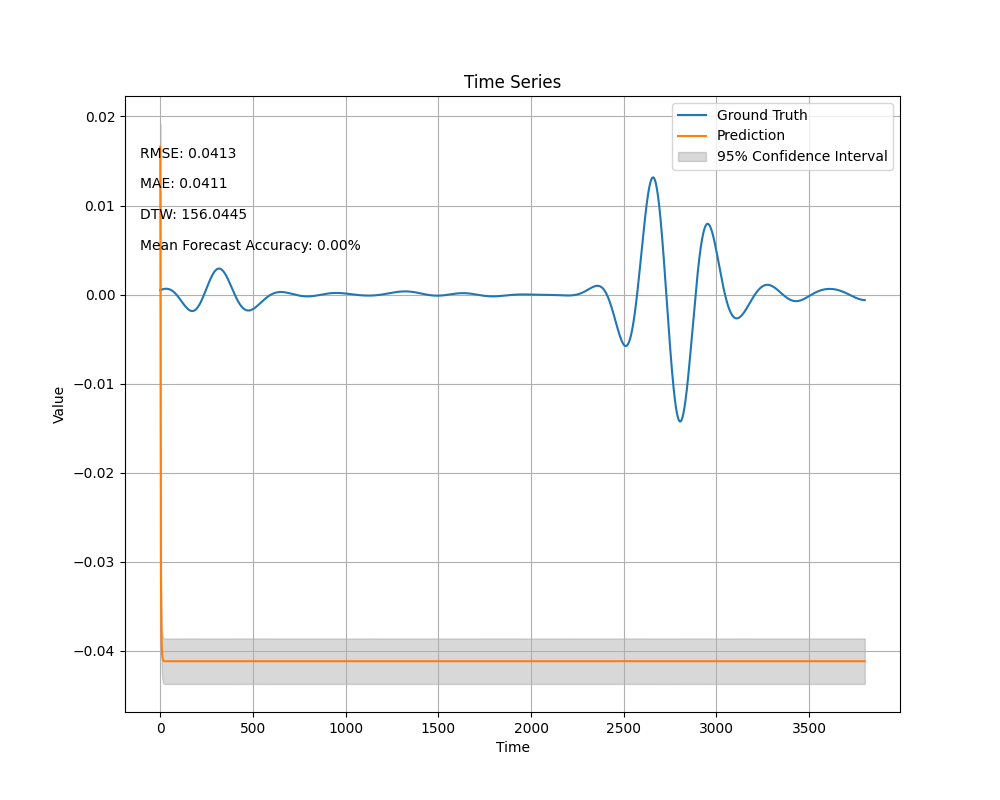 Time Series
Ground Truth
Prediction
95% Confidence Interval
RMSE: 0.0413
MAE: 0.0411
DTW: 156.0445
Mean Forecast Accuracy: 0.00%
Value
0.02
0.01
0.00
−0.01
−0.02
−0.03
−0.04
0 500 1000 1500 2000 2500 3000 3500
Time